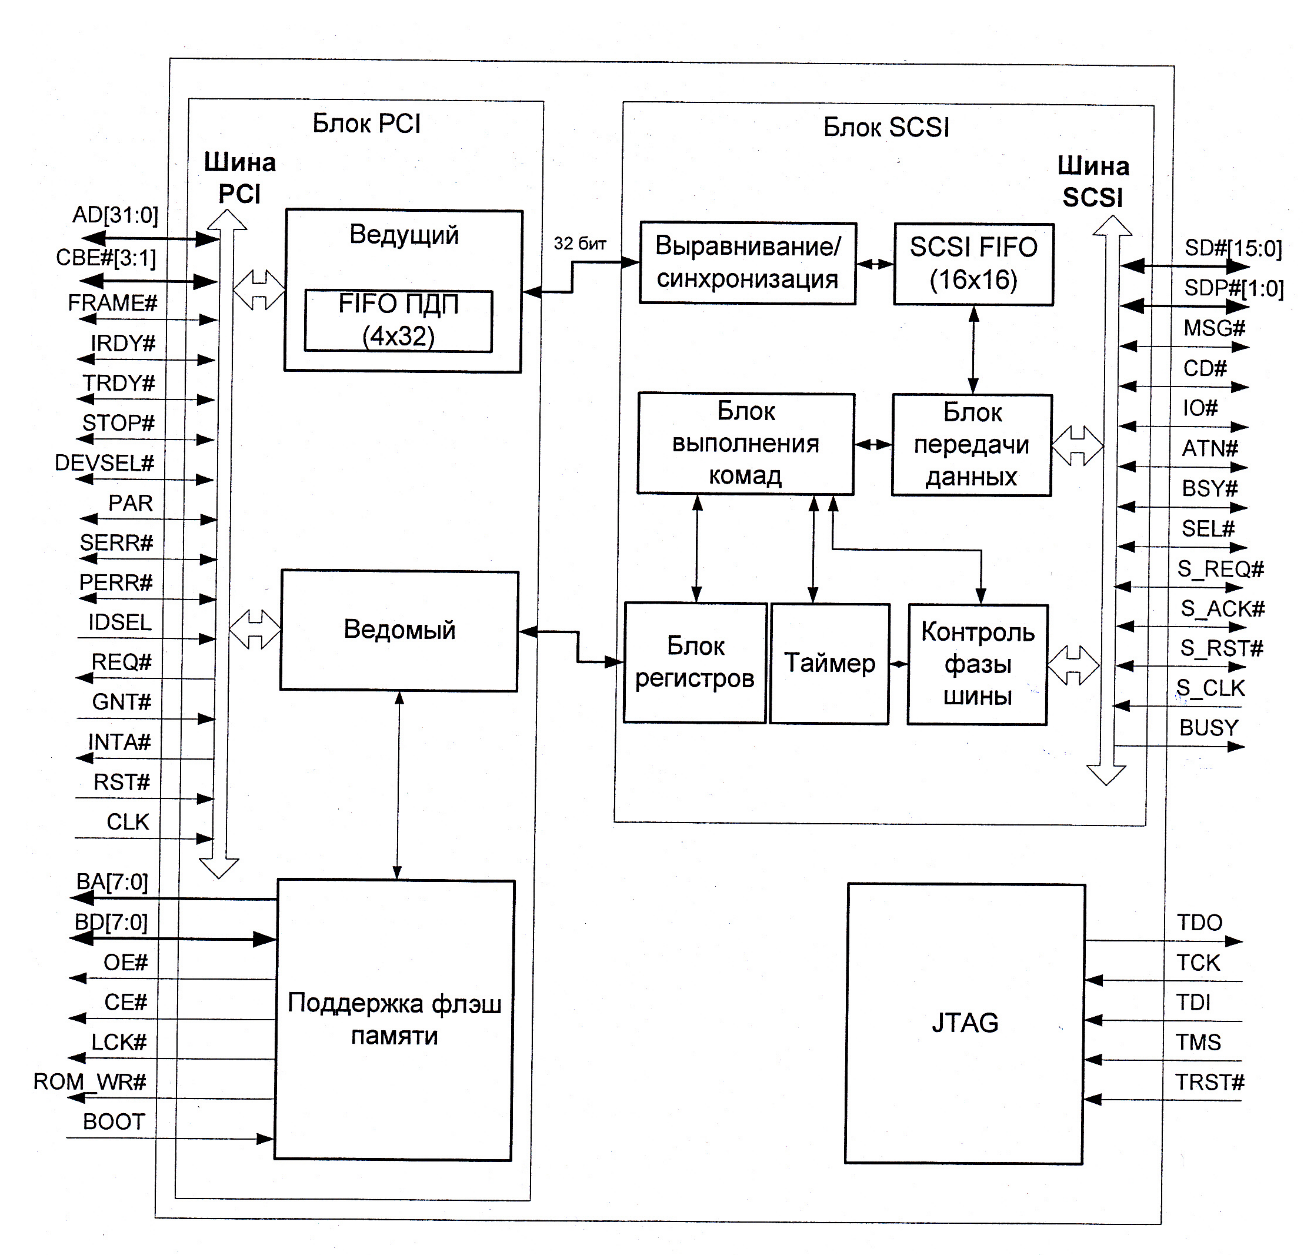 Блок PCI
Блок SCSI
Шина
PCI
Шина
SCSI
AD[31:0]
CBE#[3:1]
FRAME#
IRDY#
TRDY#
STOP#
DEVSEL#
PAR
SERR#
PERR#
IDSEL
REQ#
GNT#
INTA#
RST#
CLK
BA[7:0]
BD[7:0]
OE#
CE#
LCK#
ROM_WR#
BOOT
Ведущий
FIFO ПДП
(4x32)
32 бит
Ведомый
Поддержка флэш
памяти
Выравнивание/
синхронизация
SCSI FIFO
(16x16)
Блок
выполнения
комад
Блок
передачи
данных
Блок
регистров
Таймер
Контроль
фазы
шины
SD#[15:0]
SDP#[1:0]
MSG#
CD#
IO#
ATN#
BSY#
SEL#
S_REQ#
S_ACK#
S_RST#
S_CLK
BUSY
JTAG
TDO
TCK
TDI
TMS
TRST#